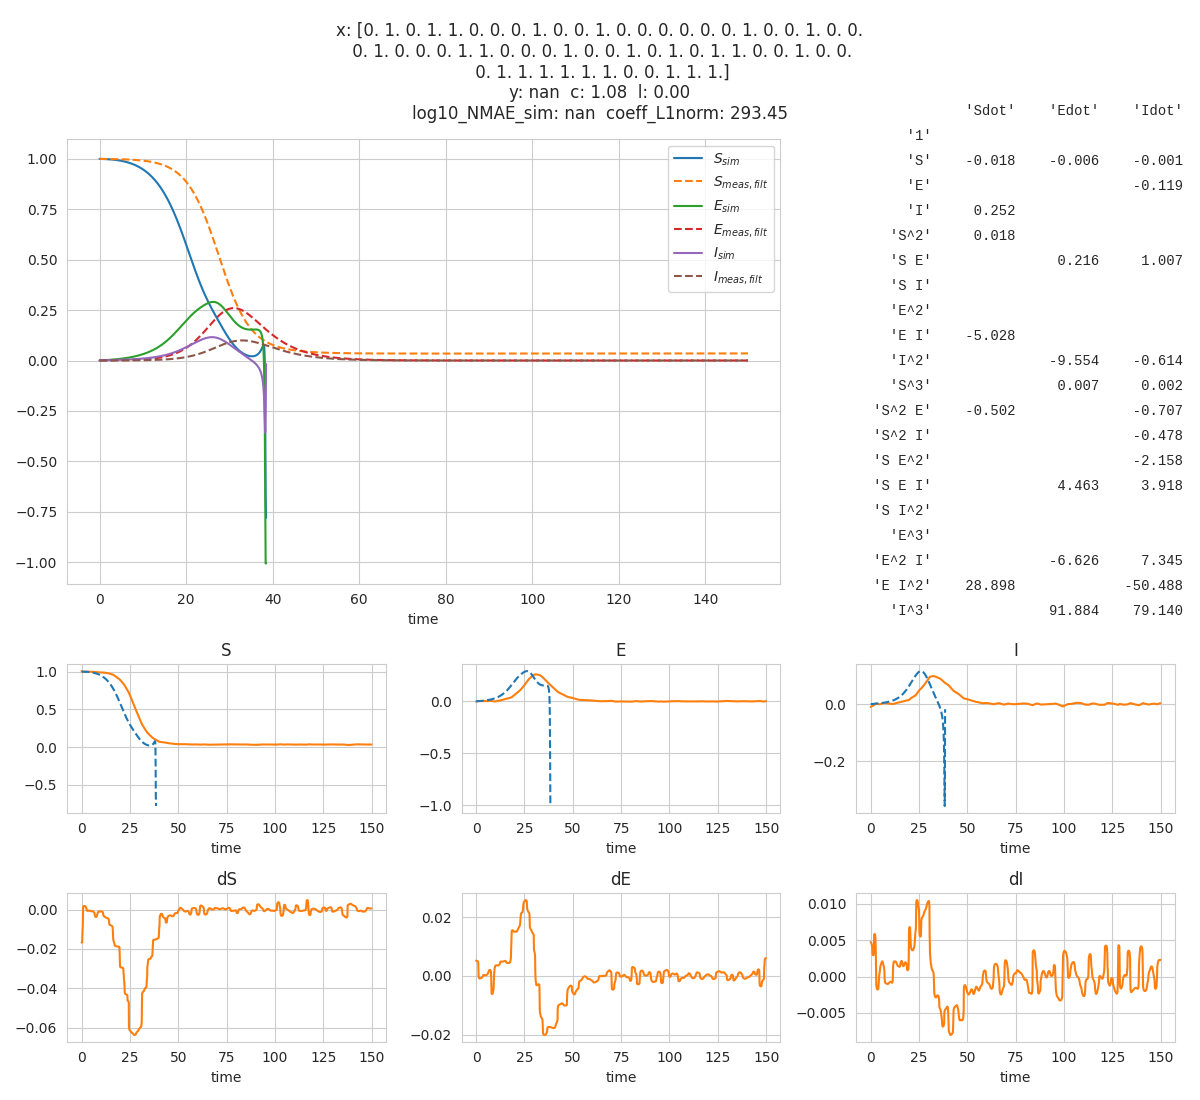 x: [0. 1. 0. 1. 1. 0. 0. 0. 1. 0. 0. 1. 0. 0. 0. 0. 0. 0. 1. 0. 0. 1. 0. 0.
0. 1. 0. 0. 0. 1. 1. 0. 0. 0. 1. 0. 0. 1. 0. 1. 0. 1. 1. 0. 0. 1. 0. 0.
0. 1. 1. 1. 1. 1. 1. 0. 0. 1. 1. 1.]
y: nan  c: 1.08  l: 0.00
log10_NMAE_sim: nan  coeff_L1norm: 293.45
'Sdot' 'Edot' 'Idot'
'1'
'S' -0.018 -0.006 -0.001
'E' -0.119
'I' 0.252
'S^2' 0.018
'S E' 0.216 1.007
'S I'
'E^2'
'E I' -5.028
'I^2' -9.554 -0.614
'S^3' 0.007 0.002
'S^2 E' -0.502 -0.707
'S^2 I' -0.478
'S E^2' -2.158
'S E I' 4.463 3.918
'S I^2'
'E^3'
'E^2 I' -6.626 7.345
'E I^2' 28.898 -50.488
'I^3' 91.884 79.140
1.00
0.75
0.50
0.25
0.00
−0.25
−0.50
−0.75
−1.00
S_sim
S_meas,filt
E_sim
E_meas,filt
I_sim
I_meas,filt
0 20 40 60 80 100 120 140
time
S
1.0
0.5
0.0
−0.5
0 25 50 75 100 125 150
time
E
0.0
−0.5
−1.0
0 25 50 75 100 125 150
time
I
0.0
−0.2
0 25 50 75 100 125 150
time
dS
0.00
−0.02
−0.04
−0.06
0 25 50 75 100 125 150
time
dE
0.02
0.00
−0.02
0 25 50 75 100 125 150
time
dI
0.010
0.005
0.000
−0.005
0 25 50 75 100 125 150
time